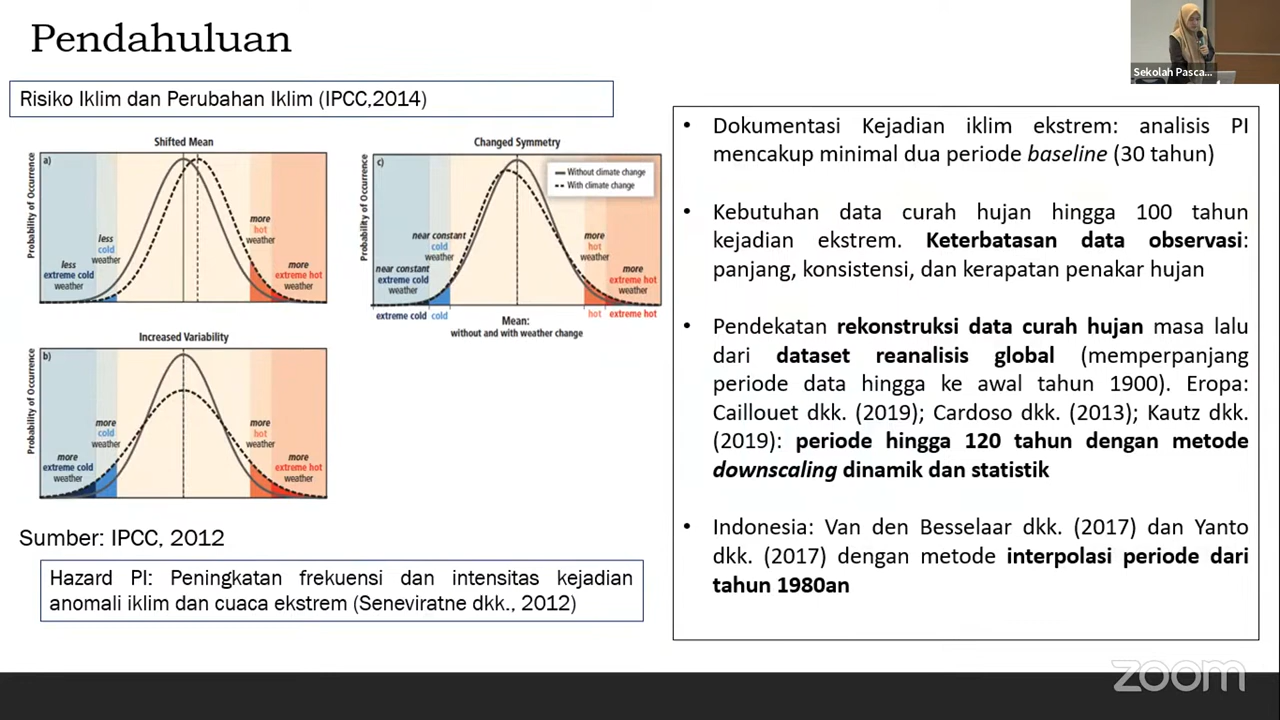 Pendahuluan
Sekolah Pasca...
Risiko Iklim dan Perubahan Iklim (IPCC,2014)
Shifted Mean
Probability of Occurrence
a)
less
extreme cold
weather
less
cold
weather
more
hot
weather
more
extreme hot
weather
Changed Symmetry
Probability of Occurrence
c)
Without climate change
With climate change
near constant
extreme cold
weather
near constant
cold
weather
more
hot
weather
more
extreme hot
weather
extreme cold
cold
Mean:
without and with weather change
hot
extreme hot
Increased Variability
Probability of Occurrence
b)
more
extreme cold
weather
more
cold
weather
more
hot
weather
more
extreme hot
weather
Sumber: IPCC, 2012
Hazard PI: Peningkatan frekuensi dan intensitas kejadian
anomali iklim dan cuaca ekstrem (Seneviratne dkk., 2012)
• Dokumentasi Kejadian iklim ekstrem: analisis PI
mencakup minimal dua periode baseline (30 tahun)
• Kebutuhan data curah hujan hingga 100 tahun
kejadian ekstrem. Keterbatasan data observasi:
panjang, konsistensi, dan kerapatan penakar hujan
• Pendekatan rekonstruksi data curah hujan masa lalu
dari dataset reanalisis global (memperpanjang
periode data hingga ke awal tahun 1900). Eropa:
Caillouet dkk. (2019); Cardoso dkk. (2013); Kautz dkk.
(2019): periode hingga 120 tahun dengan metode
downscaling dinamik dan statistik
• Indonesia: Van den Besselaar dkk. (2017) dan Yanto
dkk. (2017) dengan metode interpolasi periode dari
tahun 1980an
zoom